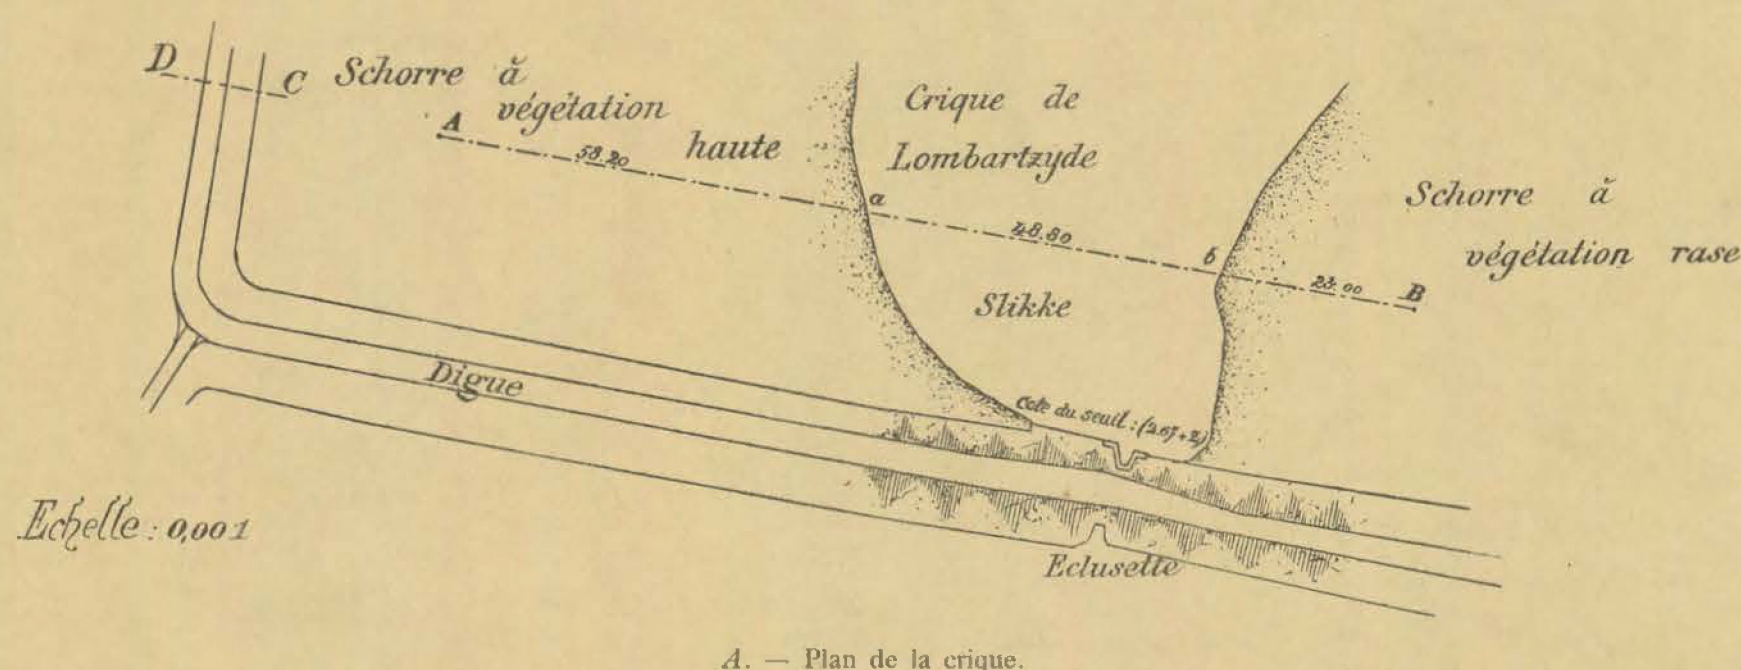 D
C
Schorre à
végétation
haute
A
58.20
a
Crique de
Lombartzyde
48.80
b
23.00
B
Schorre à
végétation rase
Slikke
Digue
Cote du seuil : (2.67+Z)
Eclusette
Echelle : 0,001
A. — Plan de la crique.